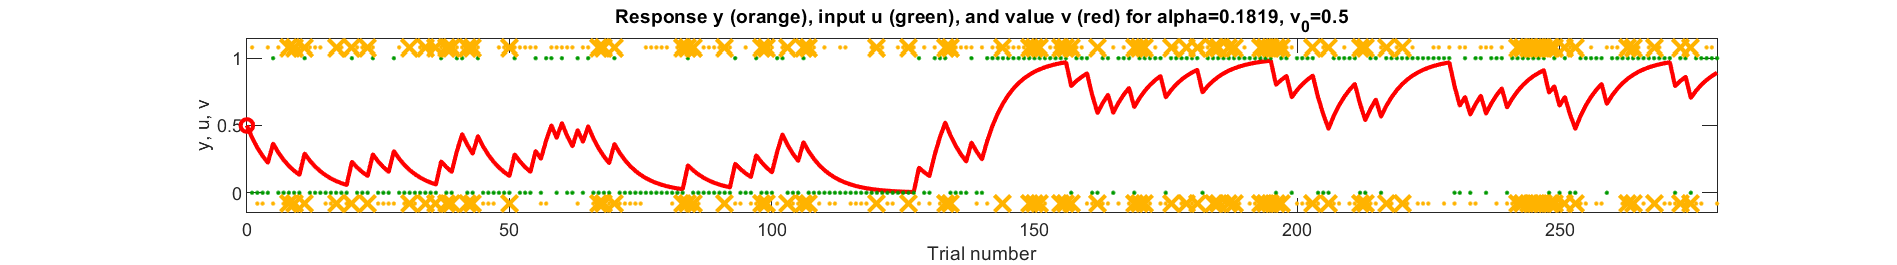 Response y (orange), input u (green), and value v (red) for alpha=0.1819, v0=0.5
y, u, v
1
0.5
0
0 50 100 150 200 250
Trial number